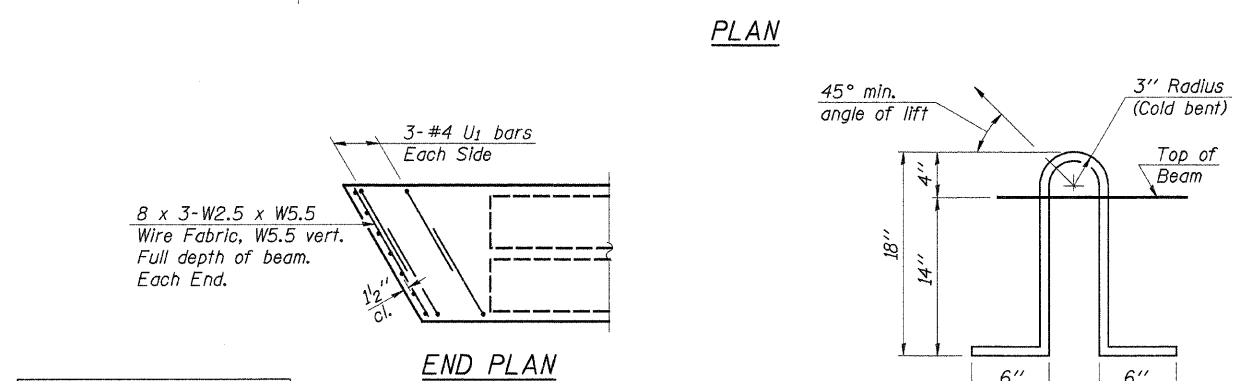 PLAN
45° min.
angle of lift
3" Radius
(Cold bent)
3-#4 U1 bars
Each Side
Top of
Beam
4"
18"
14"
8 x 3-W2.5 x W5.5
Wire Fabric, W5.5 vert.
Full depth of beam.
Each End.
1½"
cl.
END PLAN
6"
6"